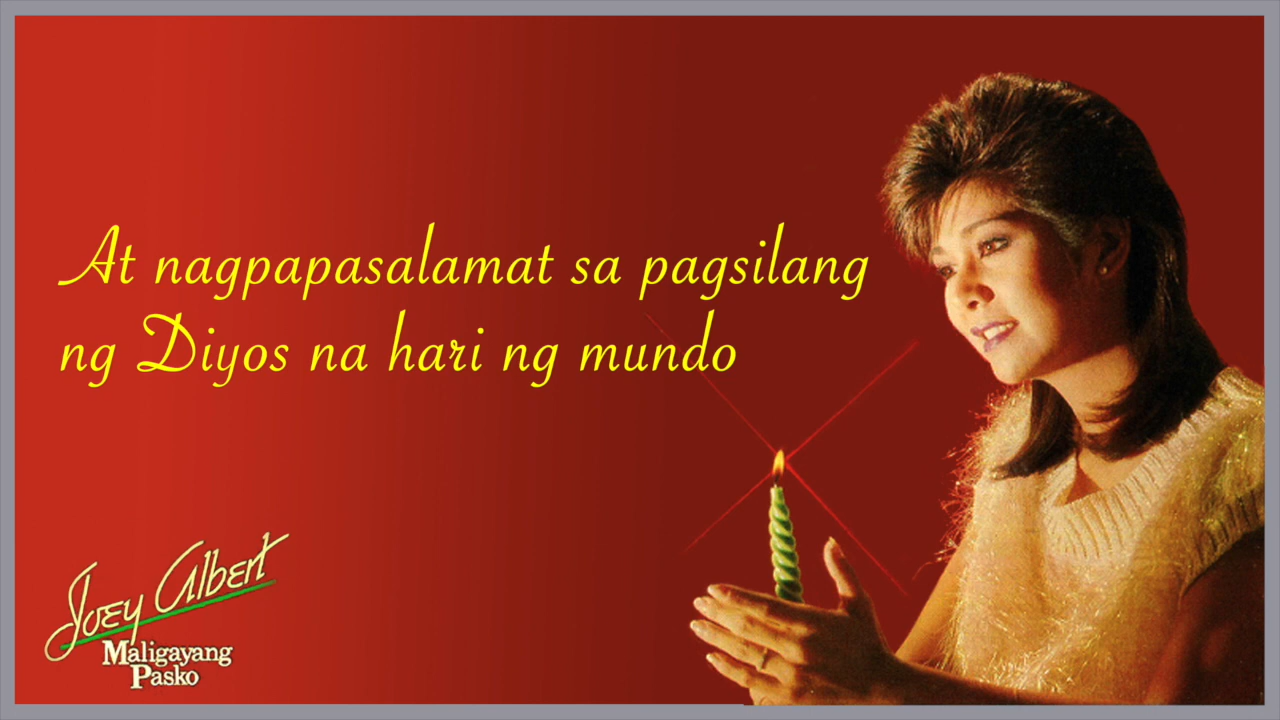 At nagpapasalamat sa pagsilang
ng Diyos na hari ng mundo
Joey Albert
Maligayang
Pasko